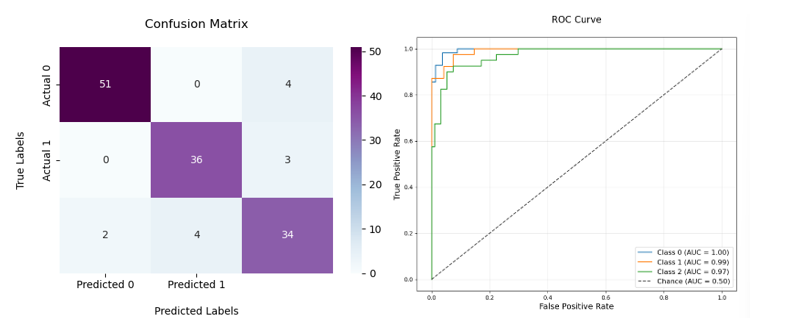 Confusion Matrix
True Labels
Actual 0
51
0
4
Actual 1
0
36
3
2
4
34
Predicted 0
Predicted 1
Predicted Labels
50
40
30
20
10
0
ROC Curve
True Positive Rate
1.0
0.8
0.6
0.4
0.2
0.0
0.0
0.2
0.4
0.6
0.8
1.0
False Positive Rate
Class 0 (AUC = 1.00)
Class 1 (AUC = 0.99)
Class 2 (AUC = 0.97)
Chance (AUC = 0.50)